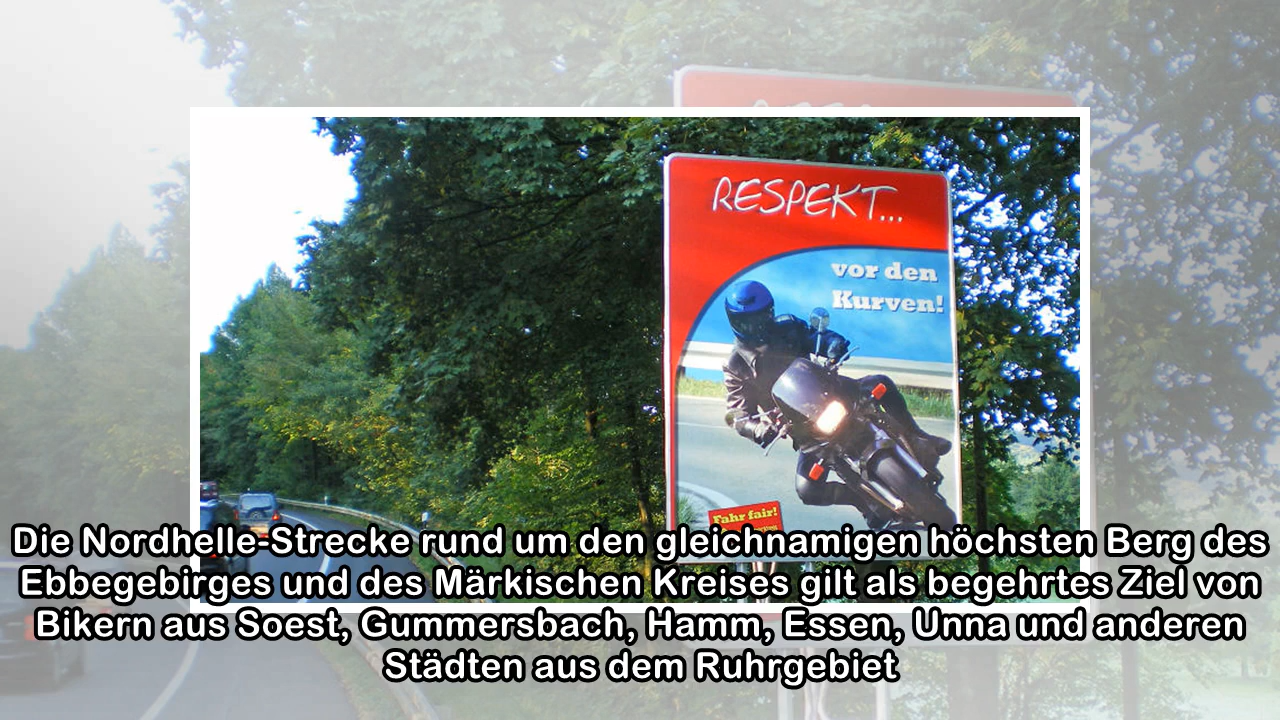 RESPEKT...
vor den
Kurven!
Fahr fair!
Die Nordhelle-Strecke rund um den gleichnamigen höchsten Berg des
Ebbegebirges und des Märkischen Kreises gilt als begehrtes Ziel von
Bikern aus Soest, Gummersbach, Hamm, Essen, Unna und anderen
Städten aus dem Ruhrgebiet